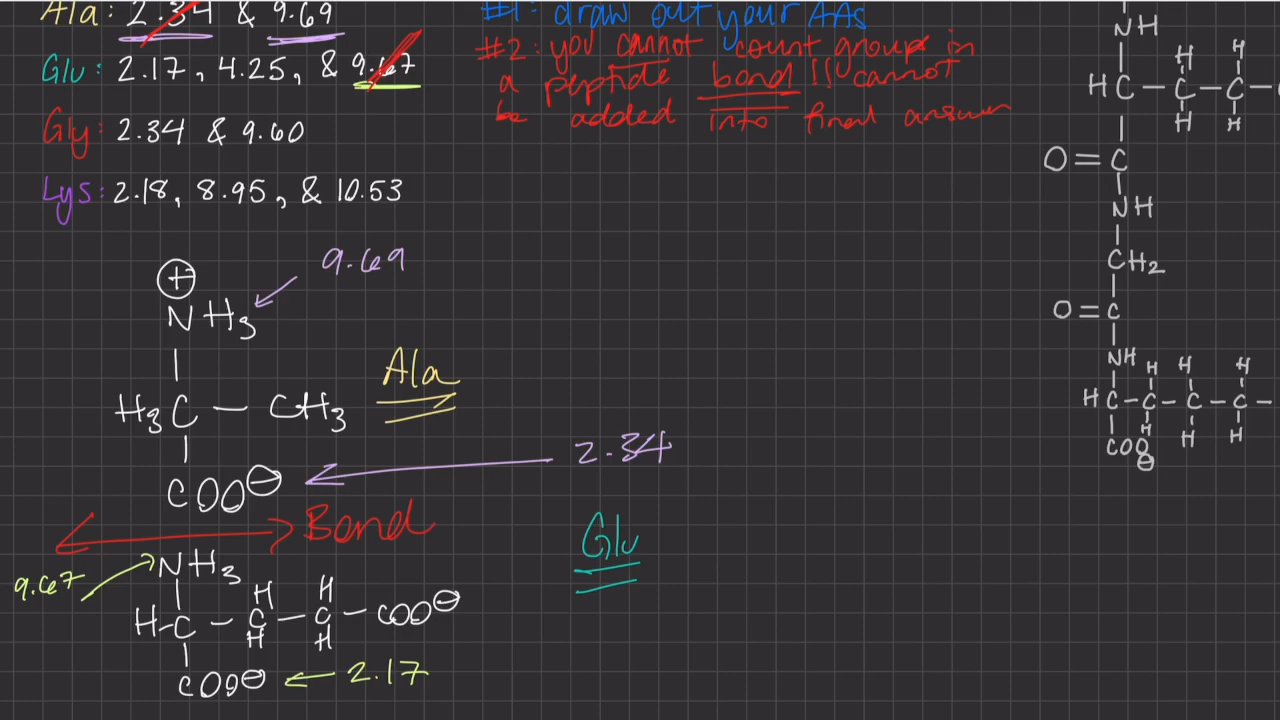 Ala: 2.34 & 9.69
Glu: 2.17, 4.25, & 9.67
Gly: 2.34 & 9.60
Lys: 2.18, 8.95, & 10.53
#1: draw out your AAs
#2: you cannot count groups in
a peptide bond!! cannot
be added into final answer
⊕
NH3
9.69
H3C — CH3
Ala
COO⊖
2.34
Bond
Glu
9.67
NH3
H H
H-C — C — C — COO⊖
H H
COO⊖
2.17
NH
H H
HC — C — C —
H H
O=C
NH
CH2
O=C
NH
H H H
HC-C-C-C-
H H H
COO⊖